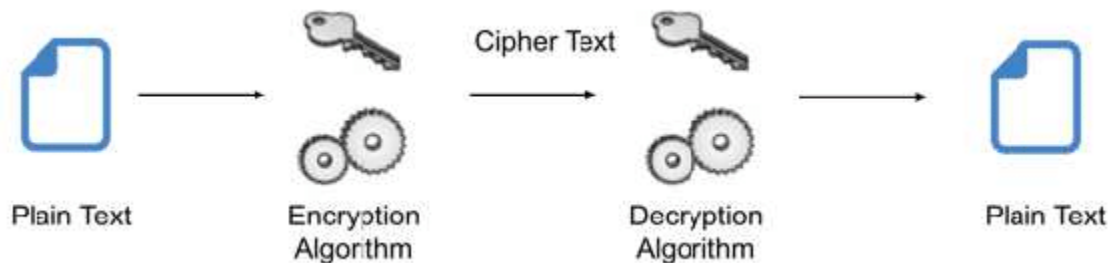 Cipher Text
Plain Text
Encryption
Algorithm
Decryption
Algorithm
Plain Text